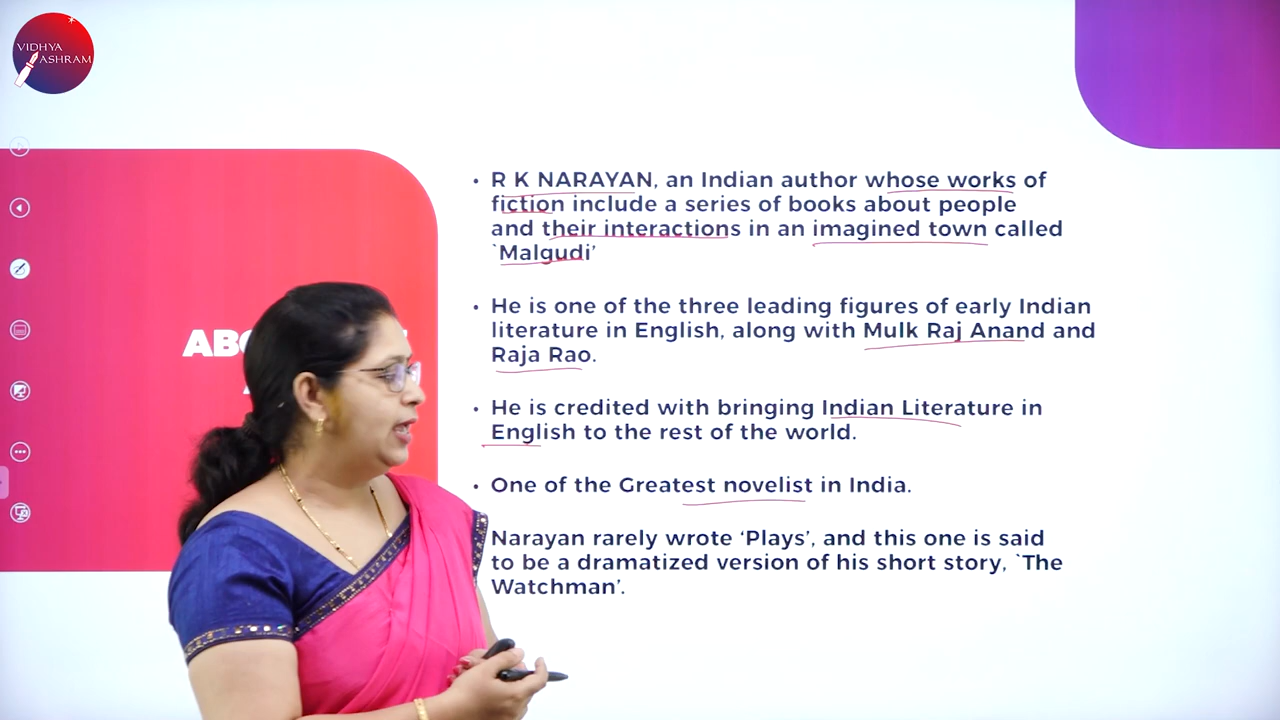 VIDHYA
ASHRAM
R K NARAYAN, an Indian author whose works of
fiction include a series of books about people
and their interactions in an imagined town called
`Malgudi'
He is one of the three leading figures of early Indian
literature in English, along with Mulk Raj Anand and
Raja Rao.
He is credited with bringing Indian Literature in
English to the rest of the world.
One of the Greatest novelist in India.
Narayan rarely wrote ‘Plays’, and this one is said
to be a dramatized version of his short story, `The
Watchman’.